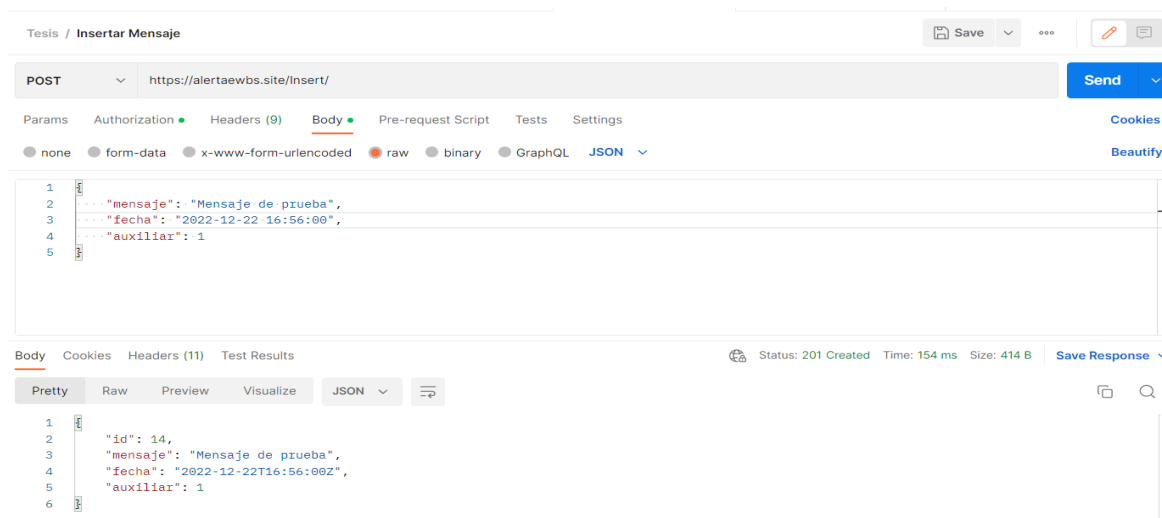 Tesis / Insertar Mensaje
Save
POST https://alertaewbs.site/Insert/ Send
Params Authorization Headers (9) Body Pre-request Script Tests Settings Cookies
none form-data x-www-form-urlencoded raw binary GraphQL JSON Beautify
1 {
2 "mensaje": "Mensaje de prueba",
3 "fecha": "2022-12-22 16:56:00",
4 "auxiliar": 1
5 }
Body Cookies Headers (11) Test Results Status: 201 Created Time: 154 ms Size: 414 B Save Response
Pretty Raw Preview Visualize JSON
1 {
2 "id": 14,
3 "mensaje": "Mensaje de prueba",
4 "fecha": "2022-12-22T16:56:00Z",
5 "auxiliar": 1
6 }